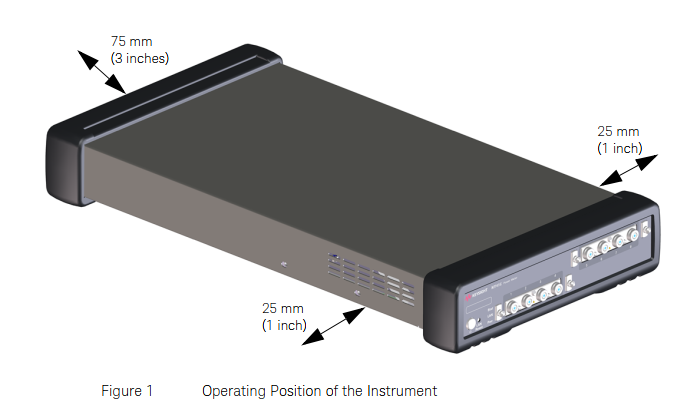 75 mm
(3 inches)
25 mm
(1 inch)
25 mm
(1 inch)
KEYSIGHT
Figure 1 Operating Position of the Instrument